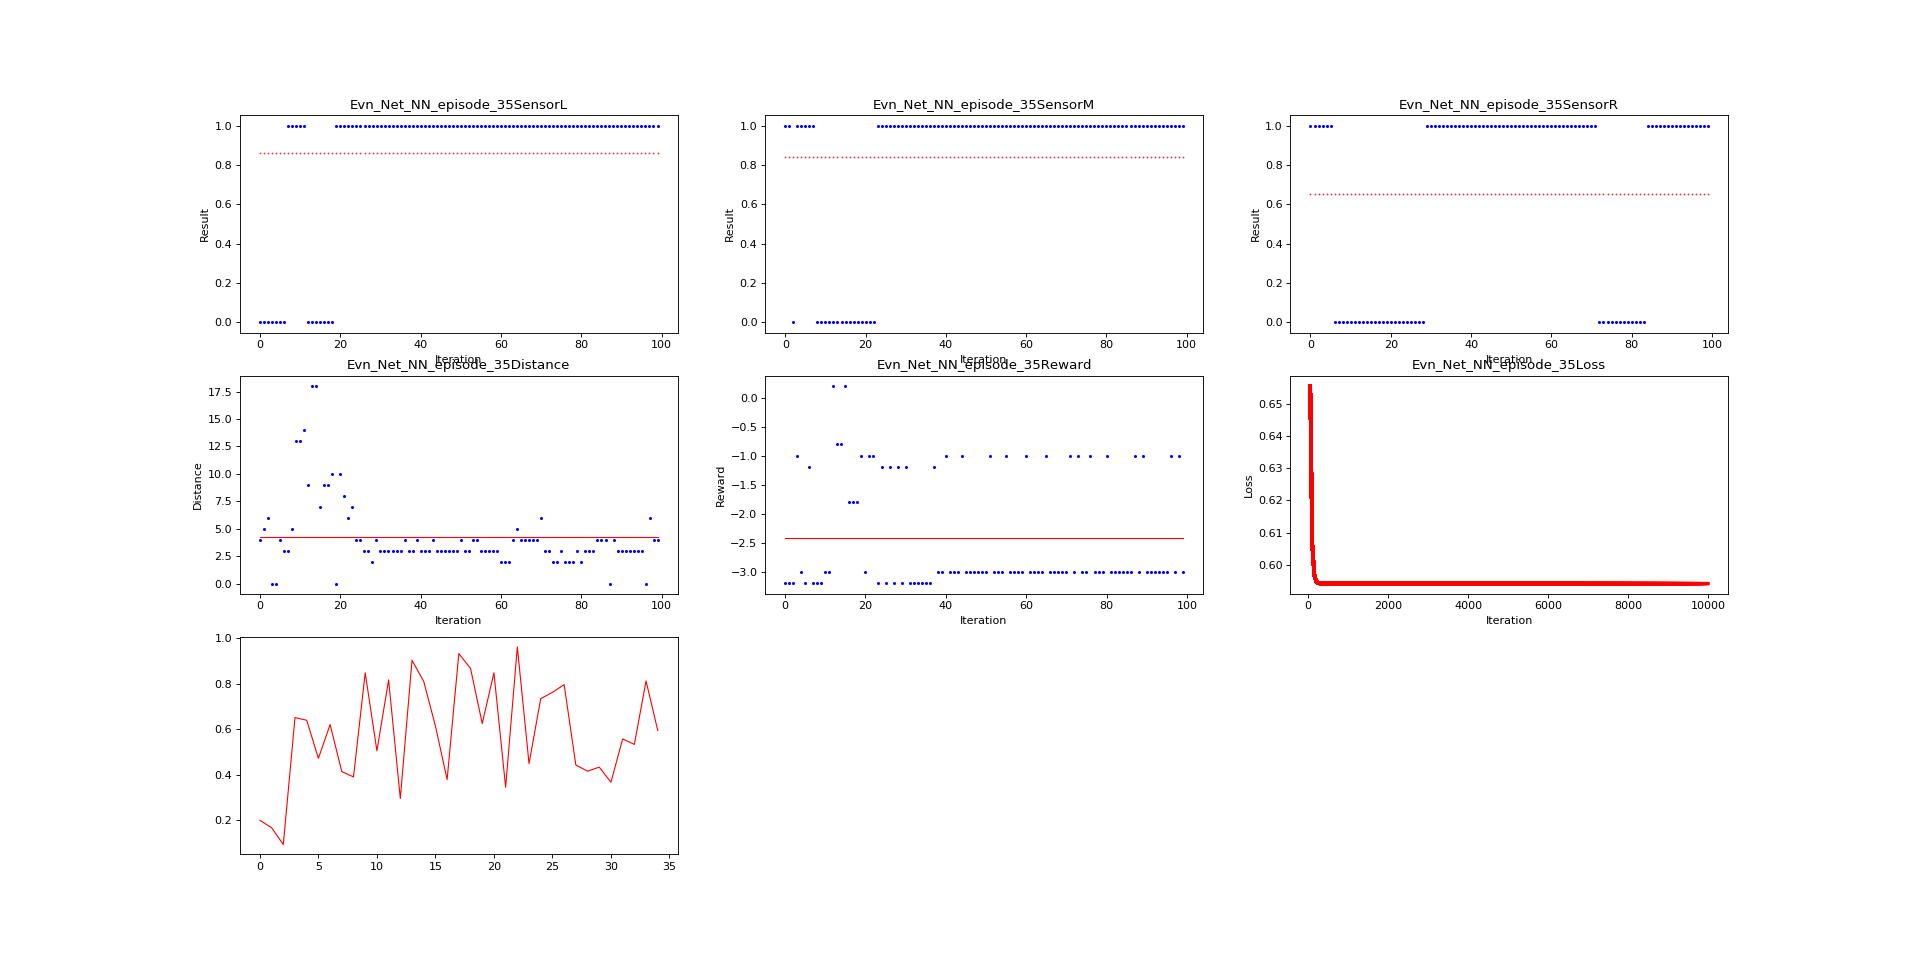 Evn_Net_NN_episode_35SensorL
Evn_Net_NN_episode_35SensorM
Evn_Net_NN_episode_35SensorR
1.0
0.8
0.6
0.4
0.2
0.0
Result
0 20 40 60 80 100
Iteration
1.0
0.8
0.6
0.4
0.2
0.0
Result
0 20 40 60 80 100
Iteration
1.0
0.8
0.6
0.4
0.2
0.0
Result
0 20 40 60 80 100
Iteration
Evn_Net_NN_episode_35Distance
Evn_Net_NN_episode_35Reward
Evn_Net_NN_episode_35Loss
17.5
15.0
12.5
10.0
7.5
5.0
2.5
0.0
Distance
0 20 40 60 80 100
Iteration
0.0
−0.5
−1.0
−1.5
−2.0
−2.5
−3.0
Reward
0 20 40 60 80 100
Iteration
0.65
0.64
0.63
0.62
0.61
0.60
Loss
0 2000 4000 6000 8000 10000
Iteration
1.0
0.8
0.6
0.4
0.2
0 5 10 15 20 25 30 35